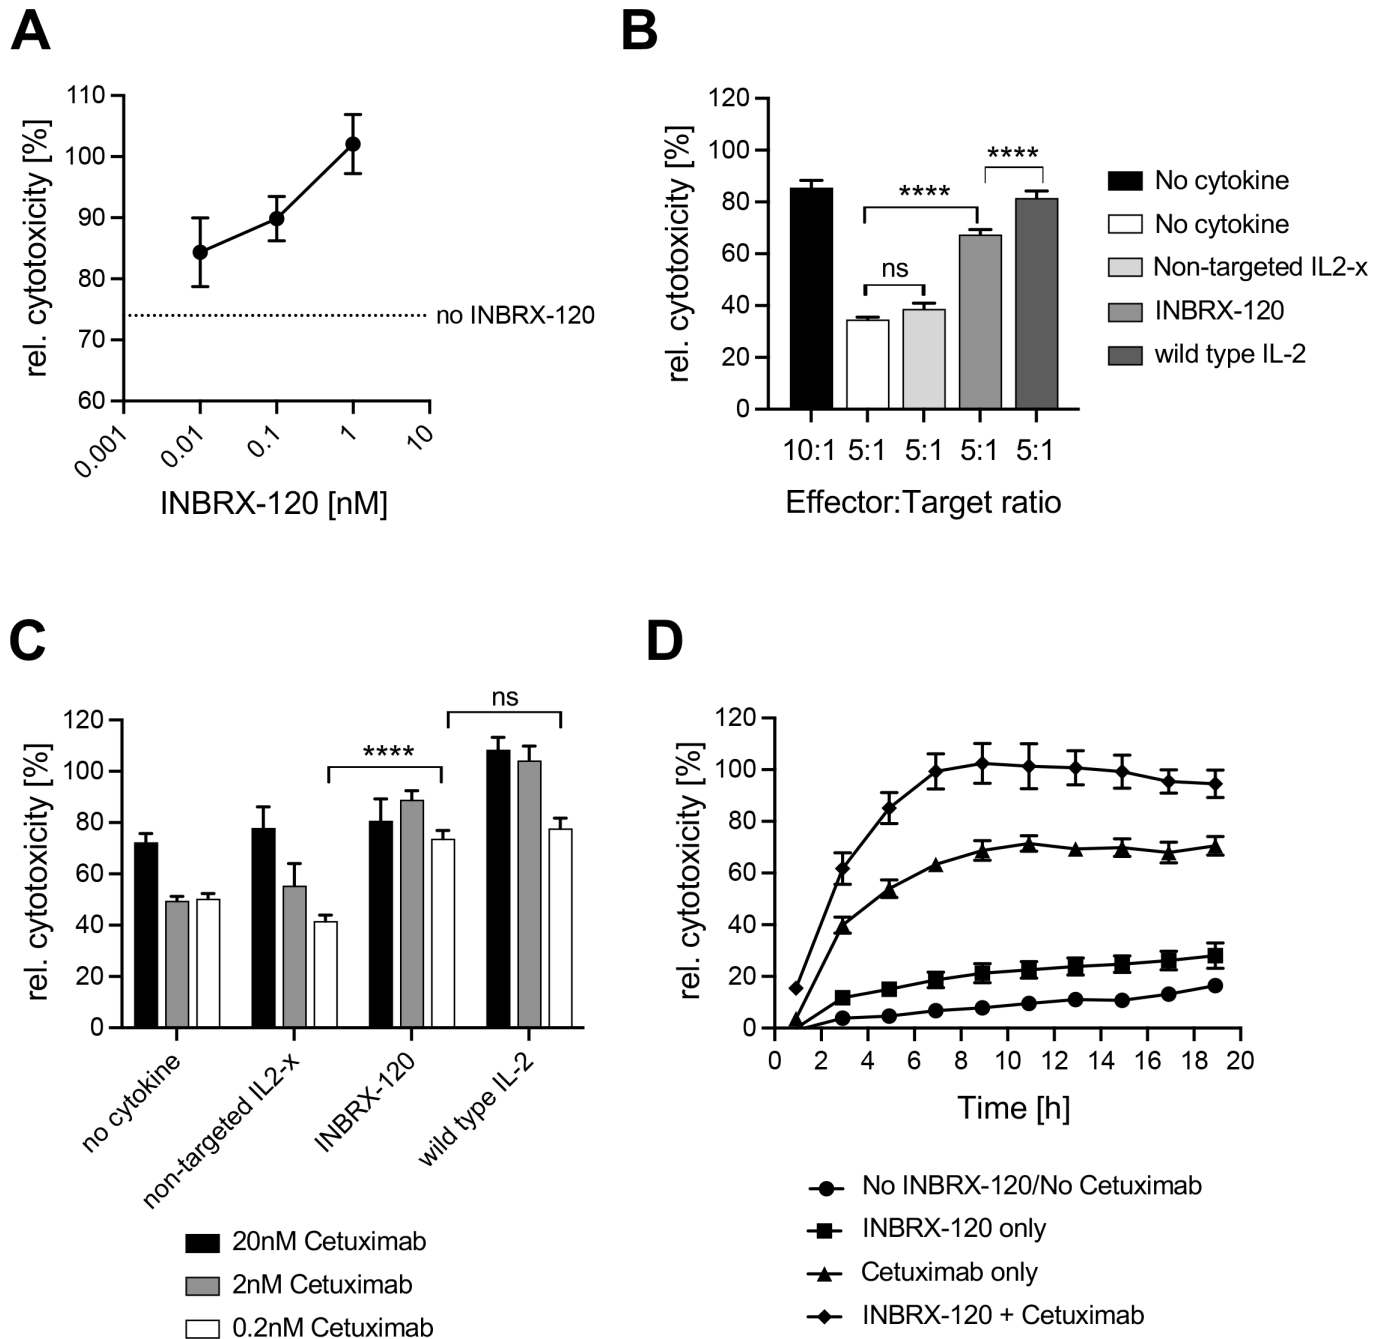 A
110
100
90
80
70
60
rel. cytotoxicity [%]
no INBRX-120
0.001
0.01
0.1
1
10
INBRX-120 [nM]
B
120
100
80
60
40
20
0
rel. cytotoxicity [%]
ns
****
****
10:1 5:1 5:1 5:1 5:1
Effector:Target ratio
No cytokine
No cytokine
Non-targeted IL2-x
INBRX-120
wild type IL-2
C
120
100
80
60
40
20
0
rel. cytotoxicity [%]
****
ns
no cytokine
non-targeted IL2-x
INBRX-120
wild type IL-2
20nM Cetuximab
2nM Cetuximab
0.2nM Cetuximab
D
120
100
80
60
40
20
0
rel. cytotoxicity [%]
0 2 4 6 8 10 12 14 16 18 20
Time [h]
No INBRX-120/No Cetuximab
INBRX-120 only
Cetuximab only
INBRX-120 + Cetuximab